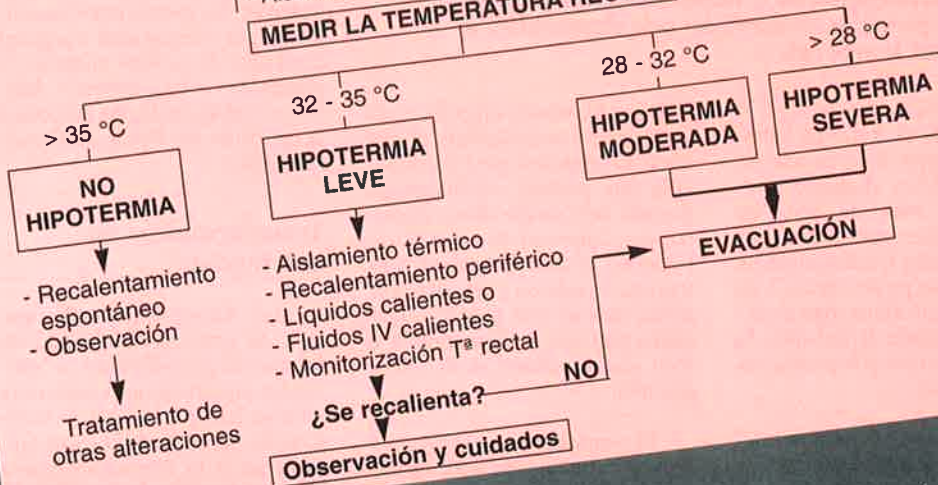 MEDIR LA TEMPERATURA
> 35 °C
32 - 35 °C
28 - 32 °C
> 28 °C
NO
HIPOTERMIA
HIPOTERMIA
LEVE
HIPOTERMIA
MODERADA
HIPOTERMIA
SEVERA
- Recalentamiento
espontáneo
- Observación
Tratamiento de
otras alteraciones
- Aislamiento térmico
- Recalentamiento periférico
- Líquidos calientes o
- Fluidos IV calientes
- Monitorización Tª rectal
¿Se recalienta?
NO
EVACUACIÓN
Observación y cuidados